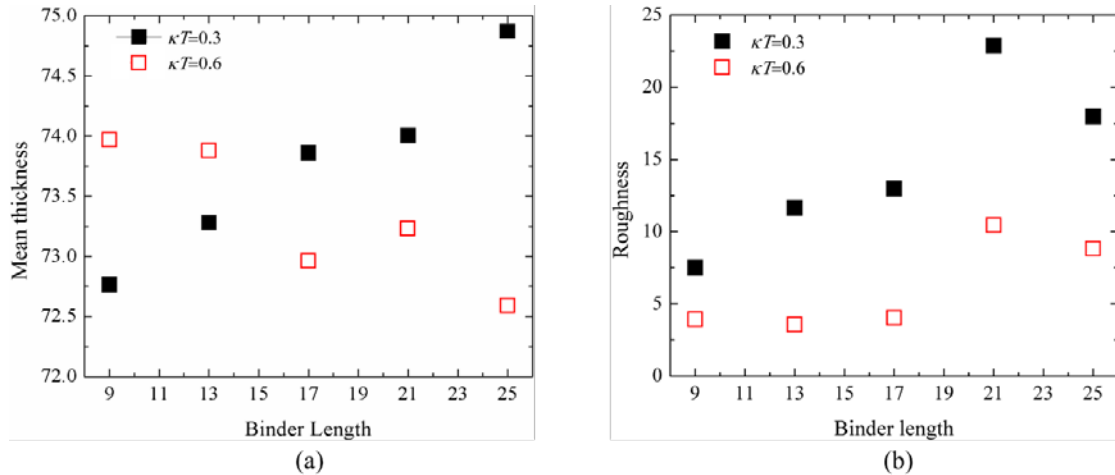 75.0
74.5
74.0
73.5
73.0
72.5
72.0
Mean thickness
κT=0.3
κT=0.6
9 11 13 15 17 19 21 23 25
Binder Length
(a)
25
20
15
10
5
0
Roughness
κT=0.3
κT=0.6
9 11 13 15 17 19 21 23 25
Binder length
(b)